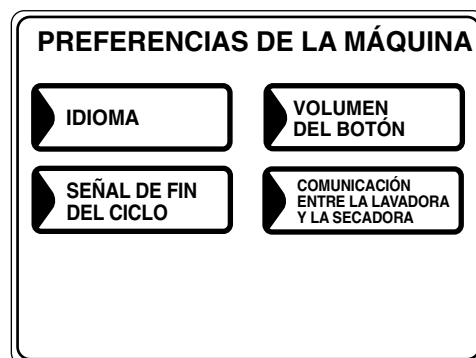 PREFERENCIAS DE LA MÁQUINA
IDIOMA
VOLUMEN
DEL BOTÓN
SEÑAL DE FIN
DEL CICLO
COMUNICACIÓN
ENTRE LA LAVADORA
Y LA SECADORA